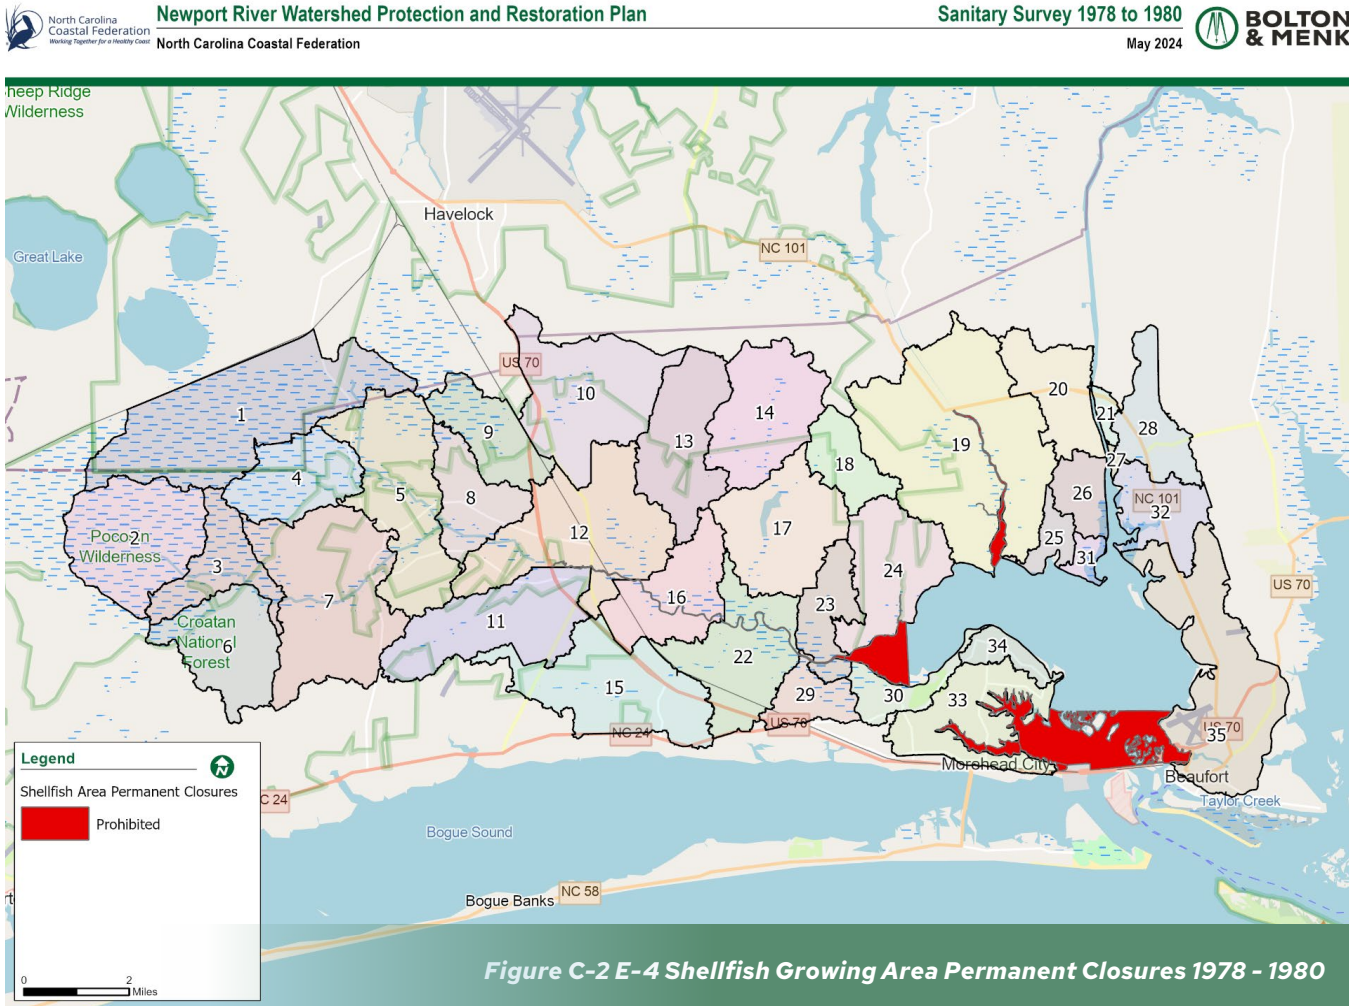 North Carolina
Coastal Federation
Working Together for a Healthy Coast
Newport River Watershed Protection and Restoration Plan
North Carolina Coastal Federation
Sanitary Survey 1978 to 1980
May 2024
BOLTON
& MENK
heep Ridge
Wilderness
Havelock
NC 101
Great Lake
US 70
1
2
3
4
5
6
7
8
9
10
11
12
13
14
15
16
17
18
19
20
21
22
23
24
25
26
27
28
29
30
31
32
33
34
35
NC 101
Wilderness
US 70
Croatan
National
Forest
NC 24
US 70
US 70
Morehead City
Beaufort
Taylor Creek
C 24
Bogue Sound
NC 58
Bogue Banks
Legend
N
Shellfish Area Permanent Closures
Prohibited
0 2
Miles
Figure C-2 E-4 Shellfish Growing Area Permanent Closures 1978 - 1980